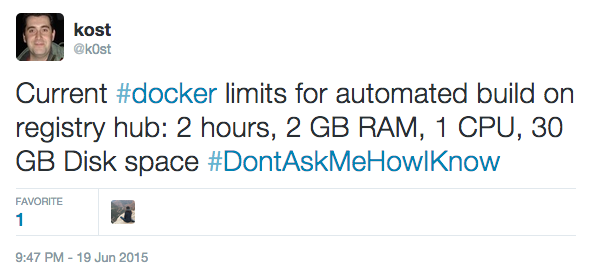 kost
@k0st
Current #docker limits for automated build on
registry hub: 2 hours, 2 GB RAM, 1 CPU, 30
GB Disk space #DontAskMeHowIKnow
FAVORITE
1
9:47 PM - 19 Jun 2015